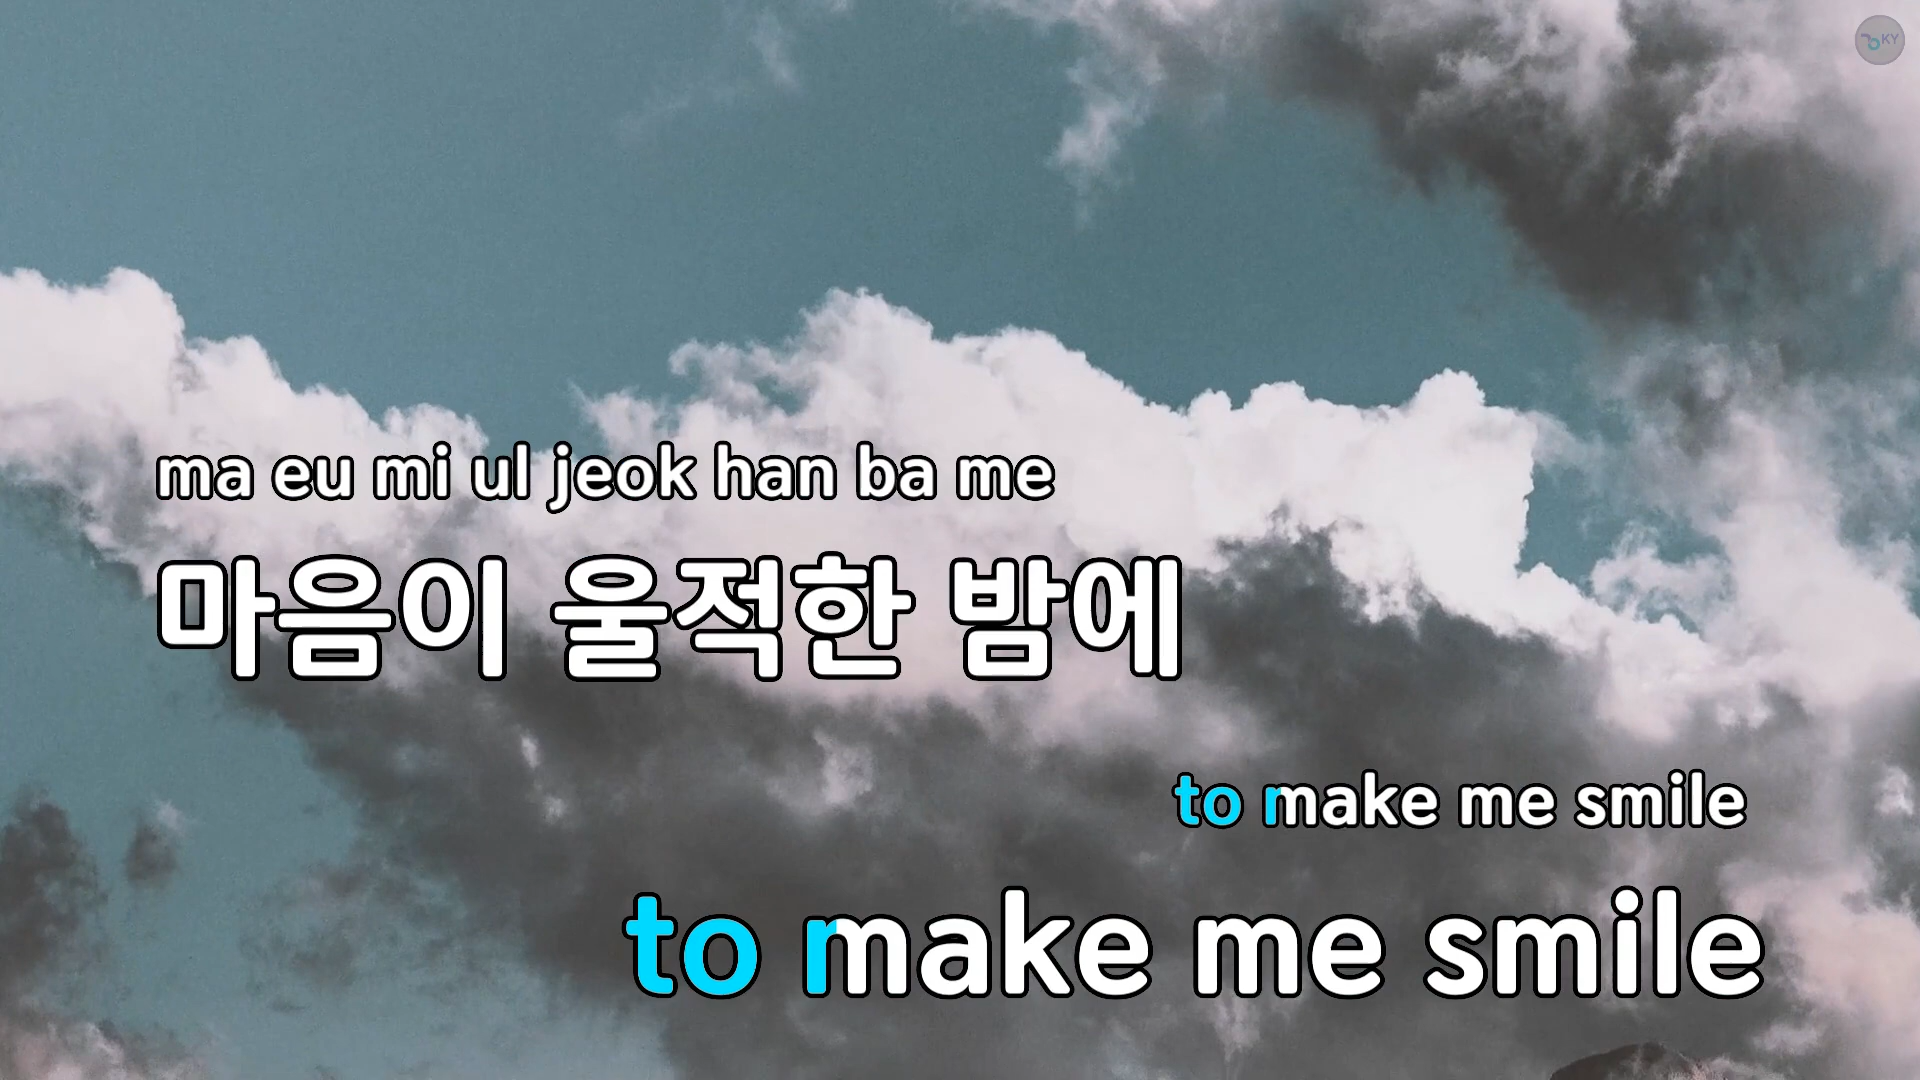 KY
ma eu mi ul jeok han ba me
마음이 울적한 밤에
to make me smile
to make me smile